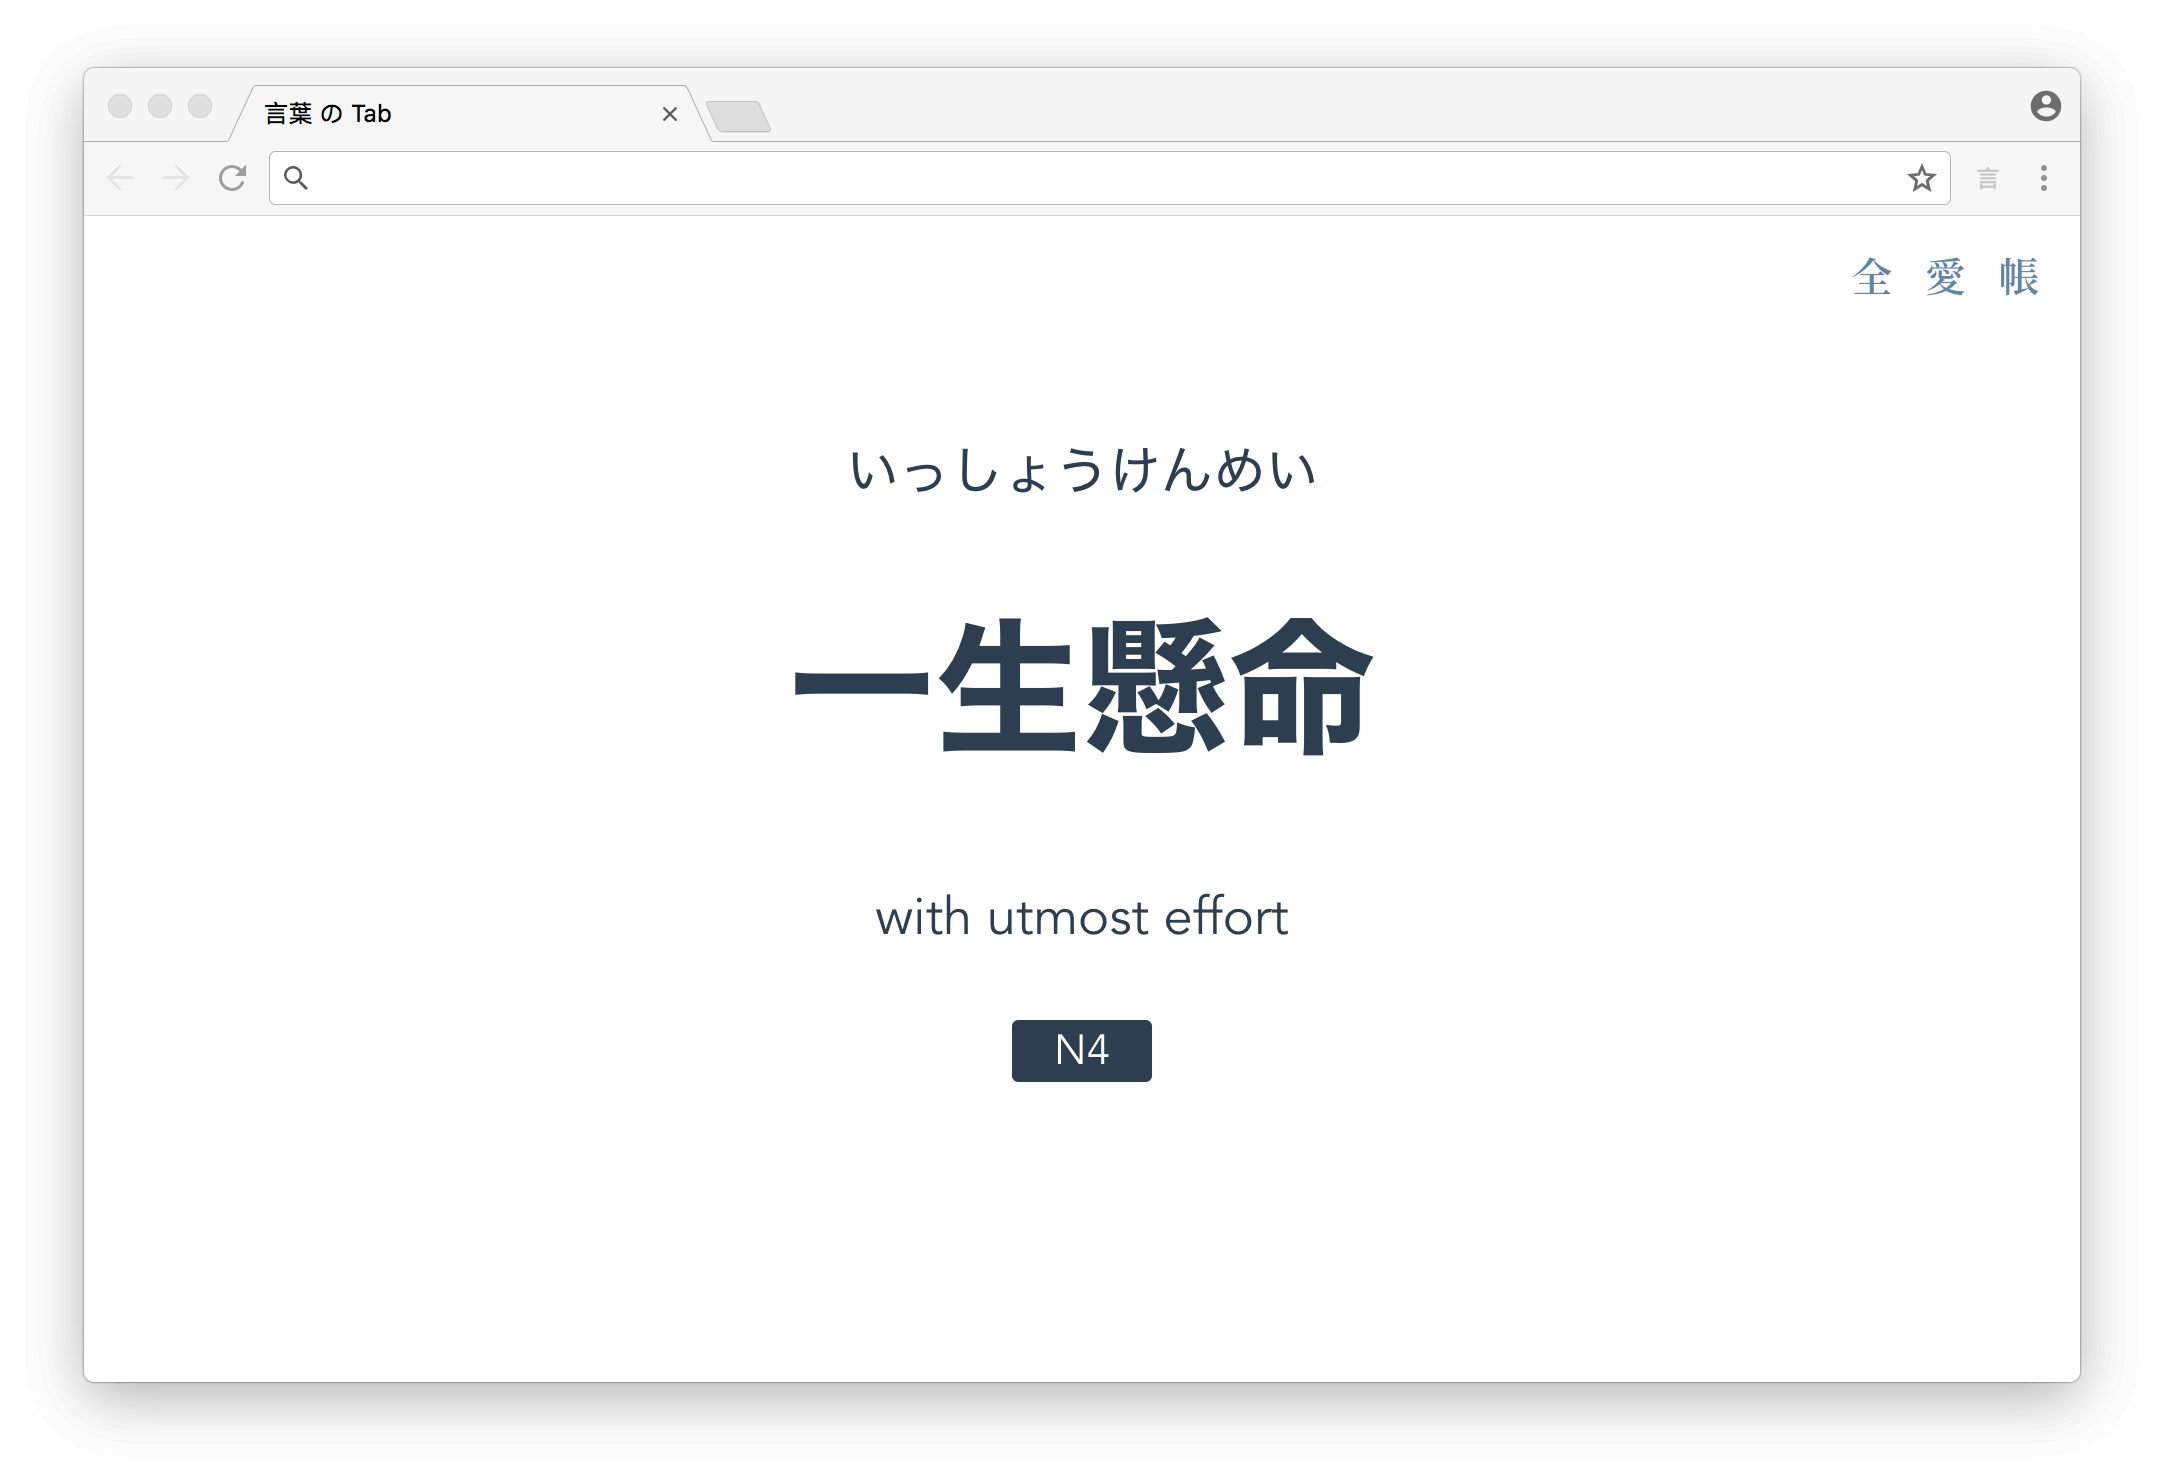 言葉 の Tab
言
全 愛 帳
いっしょうけんめい
一生懸命
with utmost effort
N4